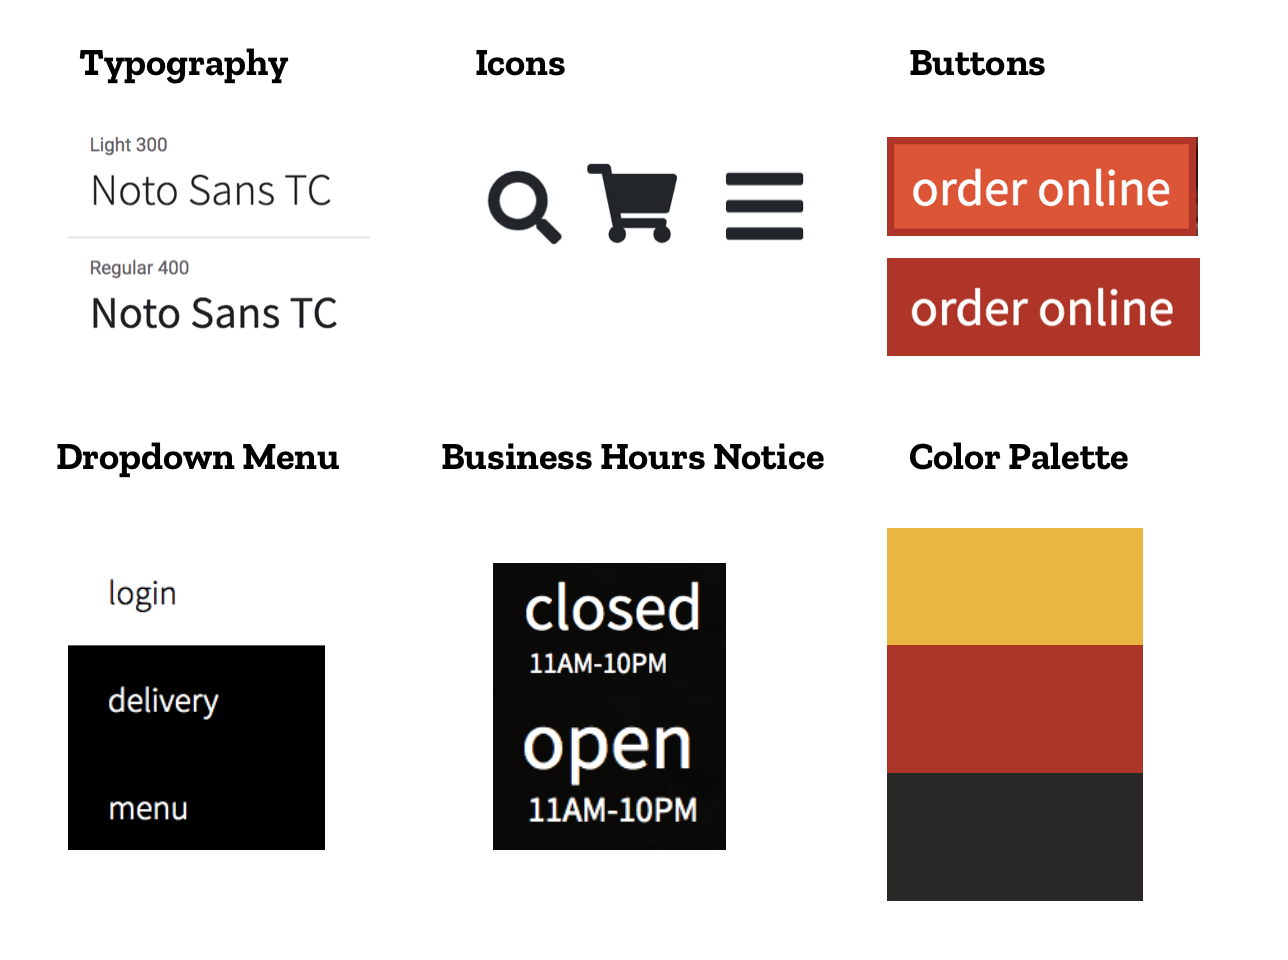 Typography
Light 300
Noto Sans TC
Regular 400
Noto Sans TC
Icons
Buttons
order online
order online
Dropdown Menu
login
delivery
menu
Business Hours Notice
closed
11AM-10PM
open
11AM-10PM
Color Palette